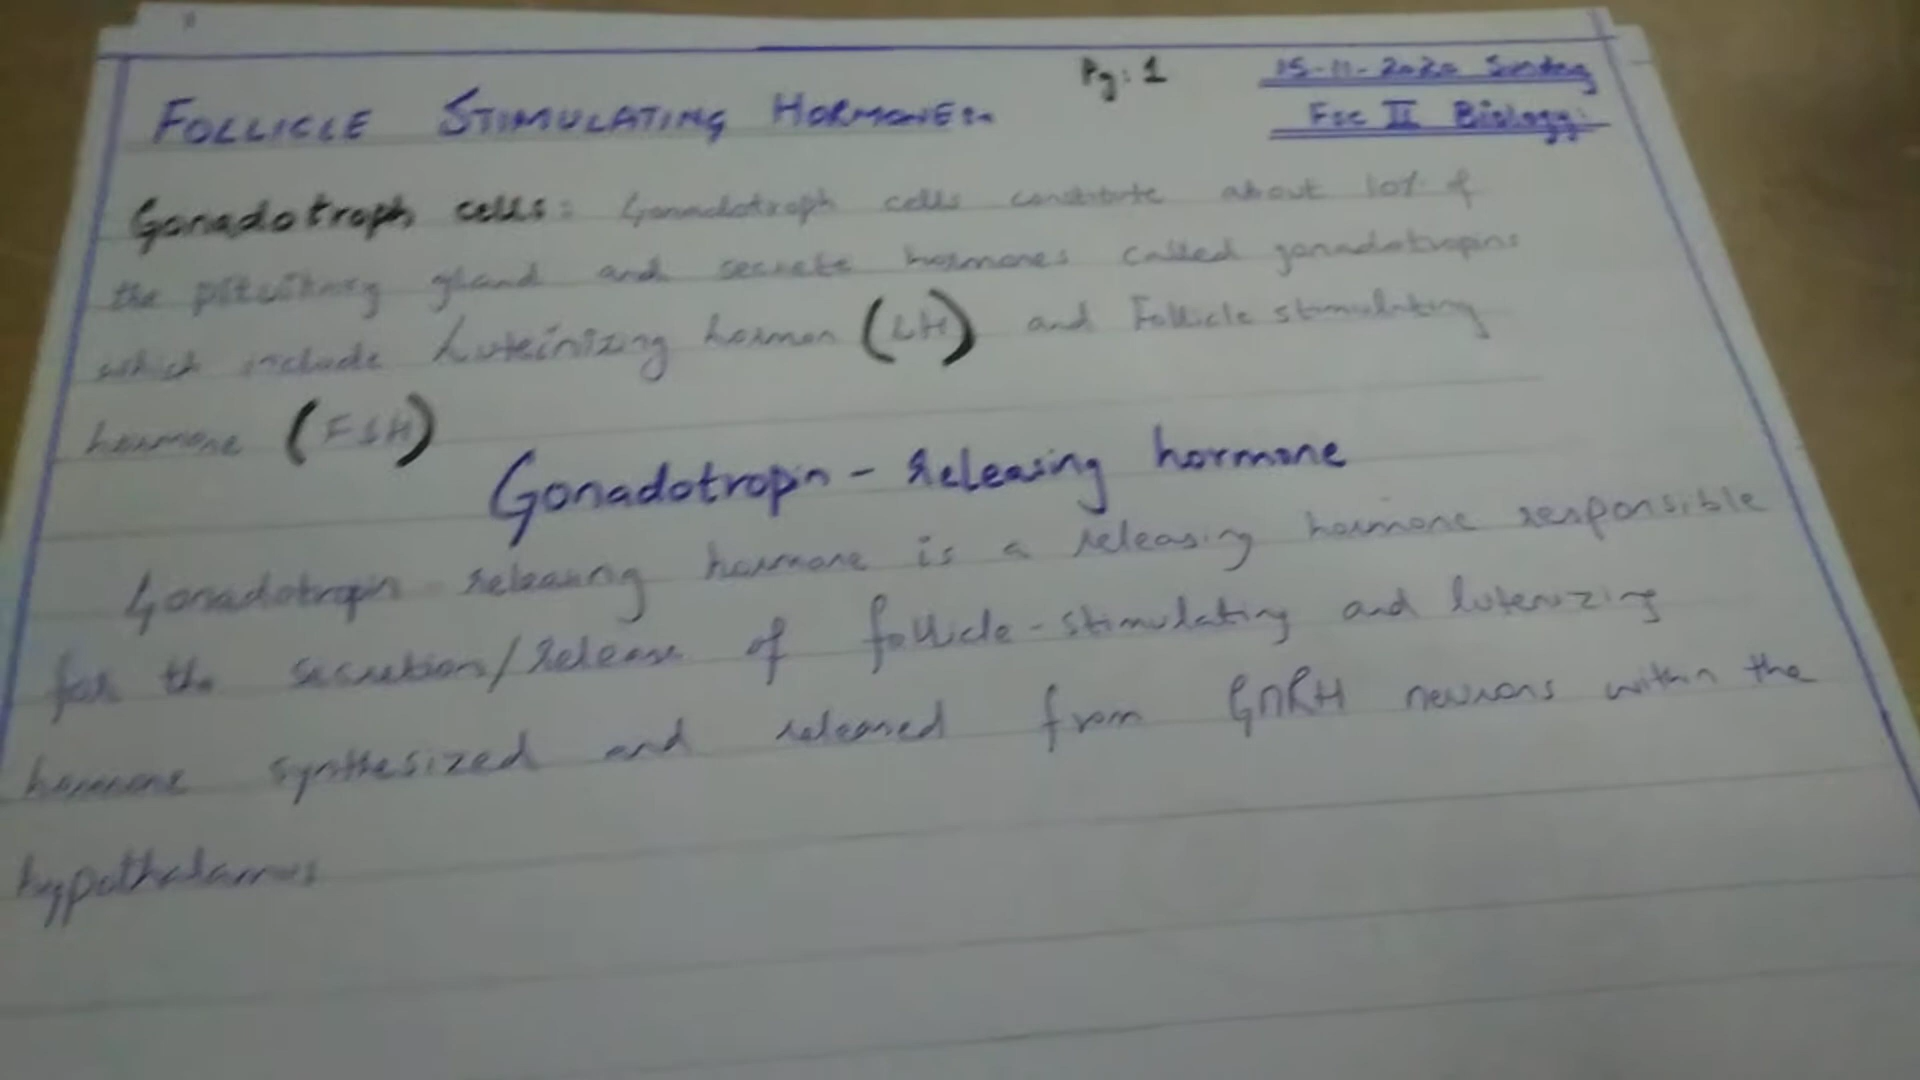 Pg: 1
15-11-2020 Sunday
Fsc II Biology:
FOLLICLE STIMULATING HORMONE:-
Gonadotroph cells: Gonadotroph cells constitute about 10% of
the pituitary gland and secrete hormones called gonadotropins
which include Luteinizing hormon (LH) and Follicle stimulating
hormone (FSH)
Gonadotropin - Releasing hormone
Gonadotropin releasing hormone is a releasing hormone responsible
for the secretion/Release of follicle-stimulating and lutenizing
hormone synthesized and released from GnRH neurons within the
hypothalamus